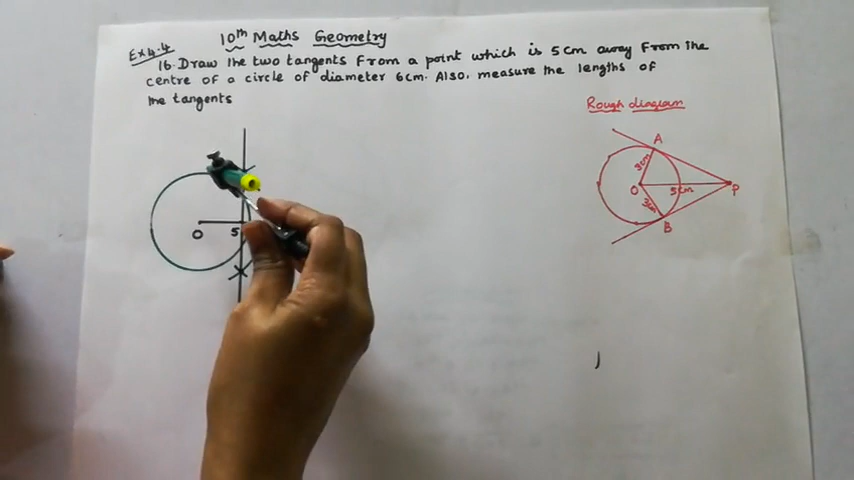 10th Maths Geometry
Ex 4.4
16. Draw the two tangents from a point which is 5cm away from the
centre of a circle of diameter 6cm. Also, measure the lengths of
the tangents
Rough diagram
A
3cm
O
5cm
P
3cm
B
O
5